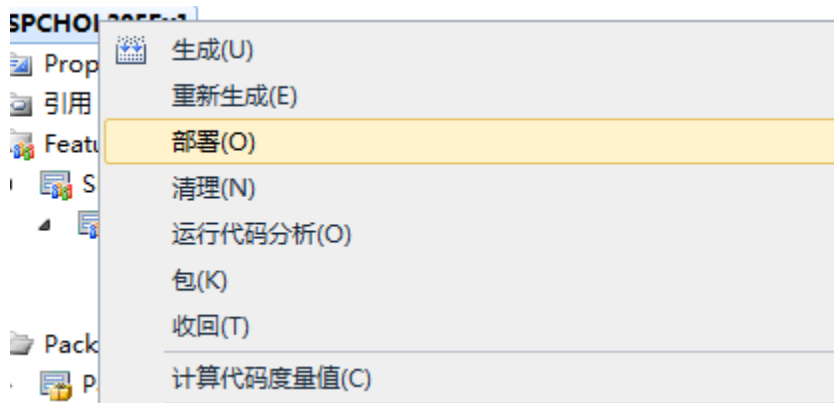 生成(U)
Prop
重新生成(E)
引用
部署(O)
Featu
S
清理(N)
运行代码分析(O)
包(K)
收回(T)
Pack
计算代码度量值(C)
P